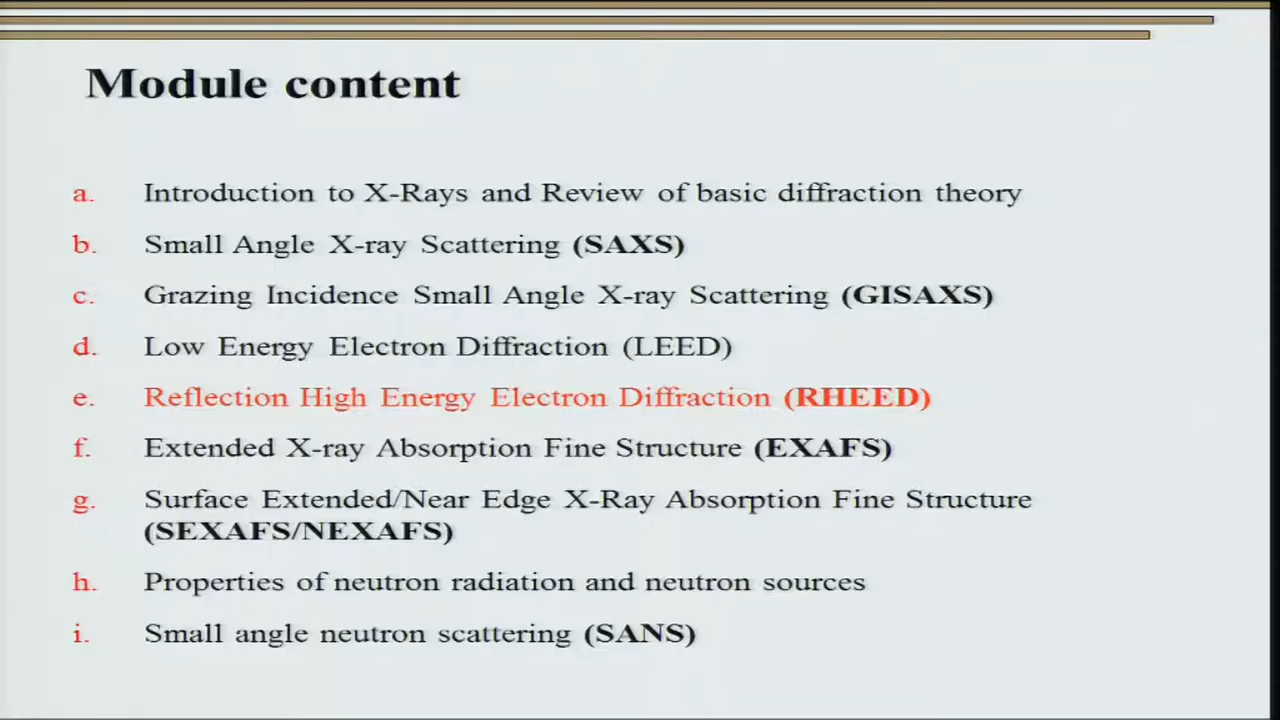 Module content
a. Introduction to X-Rays and Review of basic diffraction theory
b. Small Angle X-ray Scattering (SAXS)
c. Grazing Incidence Small Angle X-ray Scattering (GISAXS)
d. Low Energy Electron Diffraction (LEED)
e. Reflection High Energy Electron Diffraction (RHEED)
f. Extended X-ray Absorption Fine Structure (EXAFS)
g. Surface Extended/Near Edge X-Ray Absorption Fine Structure
(SEXAFS/NEXAFS)
h. Properties of neutron radiation and neutron sources
i. Small angle neutron scattering (SANS)